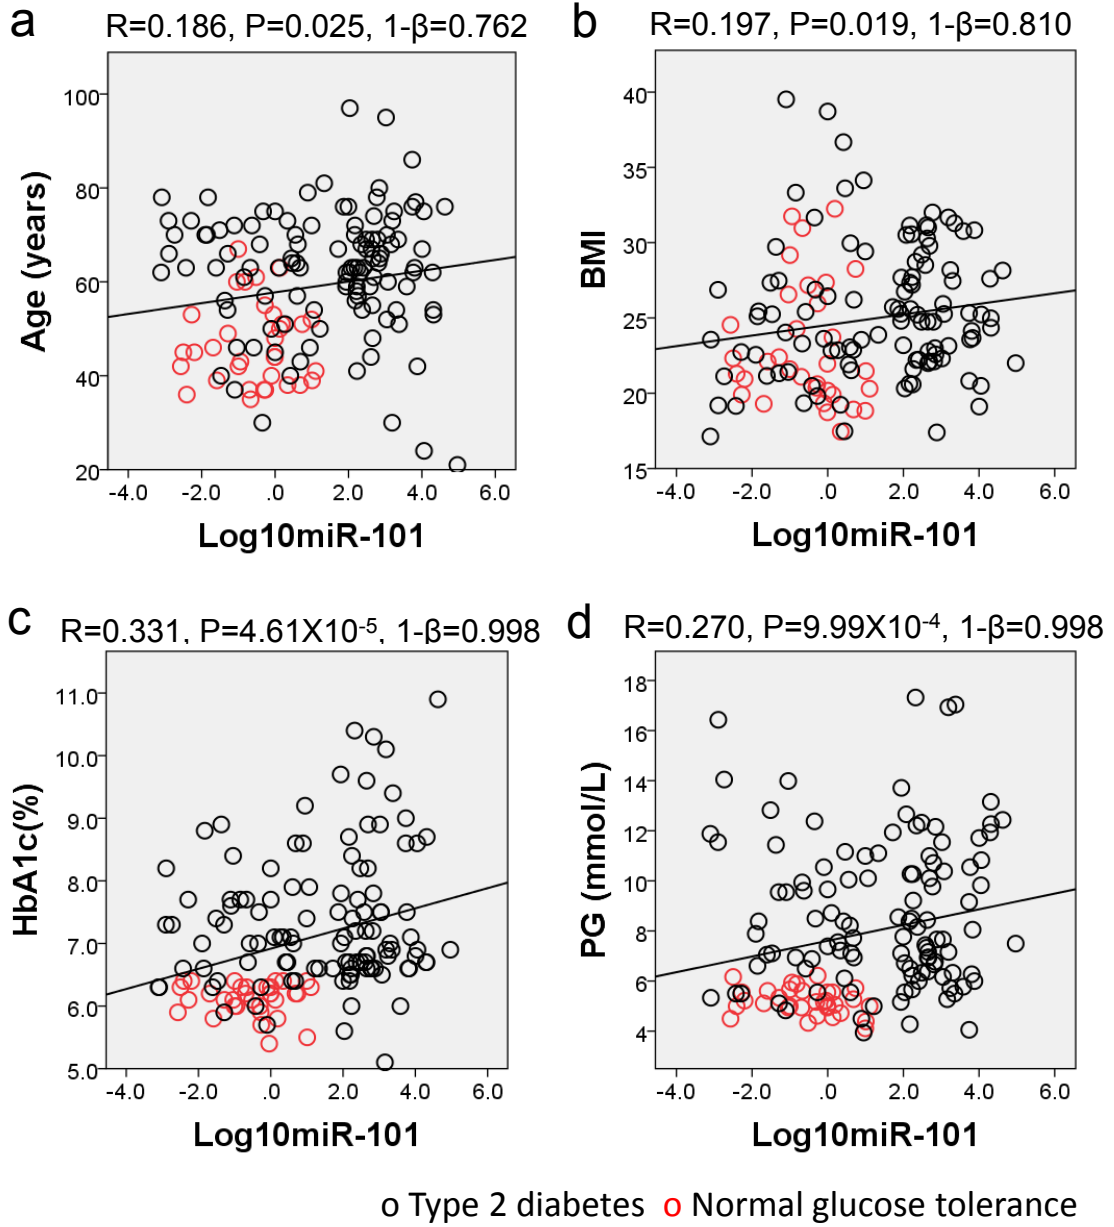 a R=0.186, P=0.025, 1-β=0.762
b R=0.197, P=0.019, 1-β=0.810
Age (years)
100
80
60
40
20
-4.0 -2.0 .0 2.0 4.0 6.0
Log10miR-101
BMI
40
35
30
25
20
15
-4.0 -2.0 .0 2.0 4.0 6.0
Log10miR-101
c R=0.331, P=4.61X10⁻⁵, 1-β=0.998
d R=0.270, P=9.99X10⁻⁴, 1-β=0.998
HbA1c(%)
11.0
10.0
9.0
8.0
7.0
6.0
5.0
-4.0 -2.0 .0 2.0 4.0 6.0
Log10miR-101
PG (mmol/L)
18
16
14
12
10
8
6
4
-4.0 -2.0 .0 2.0 4.0 6.0
Log10miR-101
o Type 2 diabetes o Normal glucose tolerance